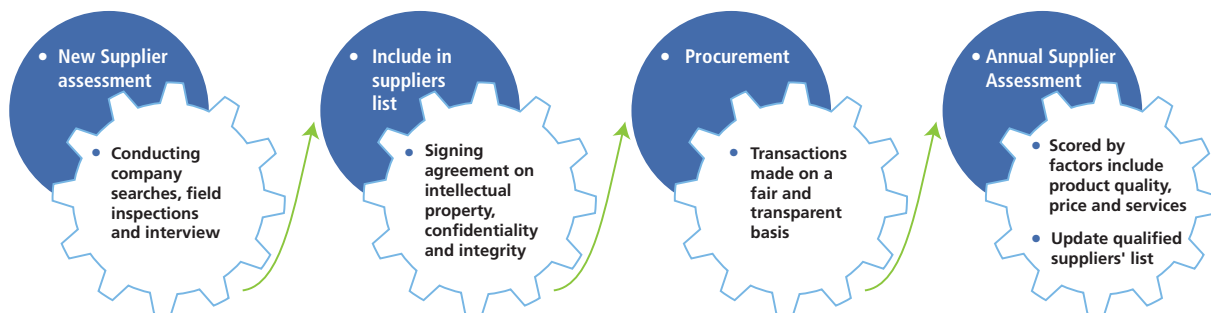 • New Supplier
assessment
• Conducting
company
searches, field
inspections
and interview
• Include in
suppliers
list
• Signing
agreement on
intellectual
property,
confidentiality
and integrity
• Procurement
• Transactions
made on a
fair and
transparent
basis
• Annual Supplier
Assessment
• Scored by
factors include
product quality,
price and services
• Update qualified
suppliers' list